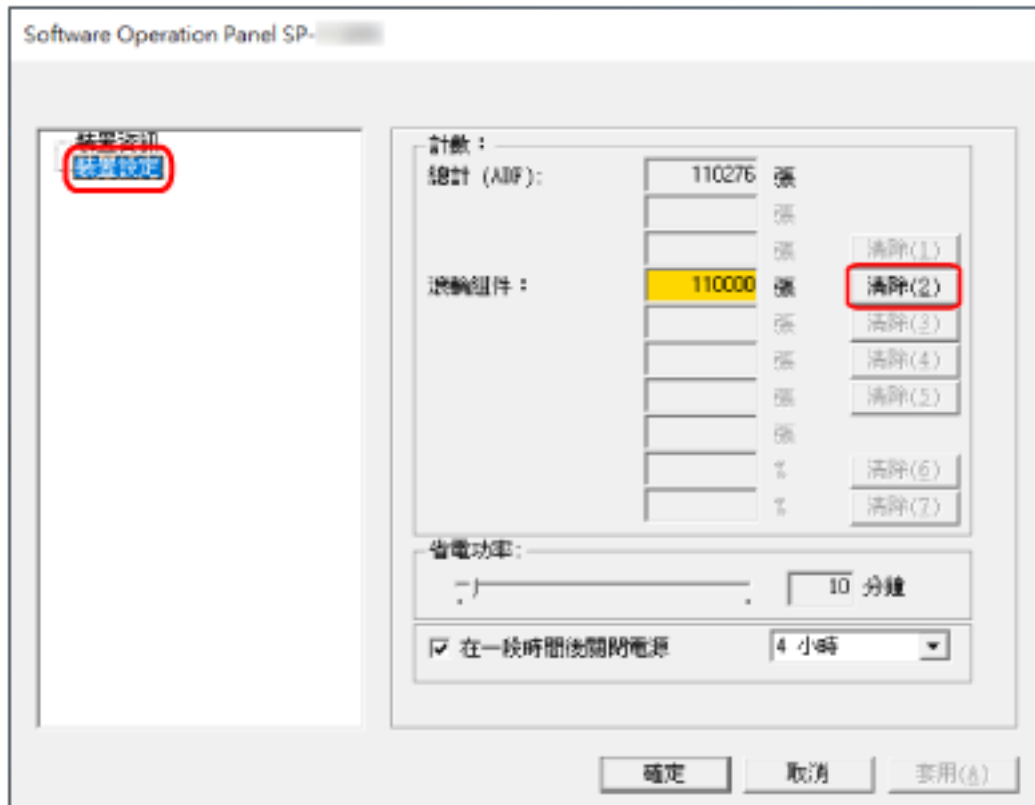 Software Operation Panel SP-
裝置資訊
裝置設定
計數：
總計 (ADF): 110276 張
張
張 清除(1)
滾輪組件： 110000 張 清除(2)
張 清除(3)
張 清除(4)
張 清除(5)
張
% 清除(6)
% 清除(7)
省電功率:
10 分鐘
在一段時間後關閉電源 4 小時
確定 取消 套用(A)